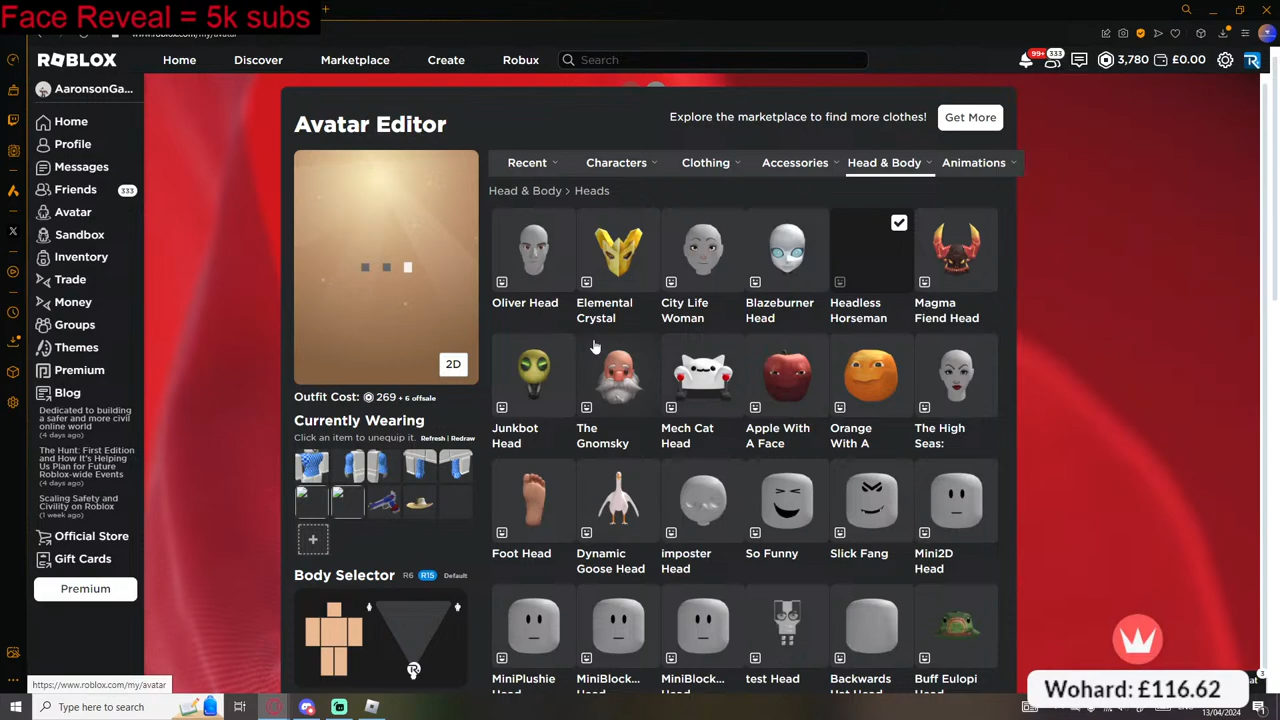 Face Reveal = 5k subs
www.roblox.com/my/avatar
ROBLOX
Home
Discover
Marketplace
Create
Robux
Search
99+
333
3,780
£0.00
AaronsonGa...
Home
Profile
Messages
Friends
333
Avatar
Sandbox
Inventory
Trade
Money
Groups
Themes
Premium
Blog
Dedicated to building
a safer and more civil
online world
(4 days ago)
The Hunt: First Edition
and How It's Helping
Us Plan for Future
Roblox-wide Events
(4 days ago)
Scaling Safety and
Civility on Roblox
(1 week ago)
Official Store
Gift Cards
Premium
Avatar Editor
Explore the marketplace to find more clothes!
Get More
2D
Outfit Cost: 269 + 6 offsale
Currently Wearing
Click an item to unequip it. Refresh | Redraw
Body Selector R6 R15 Default
Recent
Characters
Clothing
Accessories
Head & Body
Animations
Head & Body > Heads
Oliver Head
Elemental
Crystal
City Life
Woman
Blazeburner
Head
Headless
Horseman
Magma
Fiend Head
Junkbot
Head
The
Gnomsky
Mech Cat
Head
Apple With
A Face
Orange
With A
The High
Seas:
Foot Head
Dynamic
Goose Head
imposter
Head
So Funny
Slick Fang
Mini2D
Head
MiniPlushie
MiniBlock...
MiniBlock...
test Head
Backwards
Buff Eulopi
https://www.roblox.com/my/avatar
Type here to search
Wohard: £116.62
13/04/2024